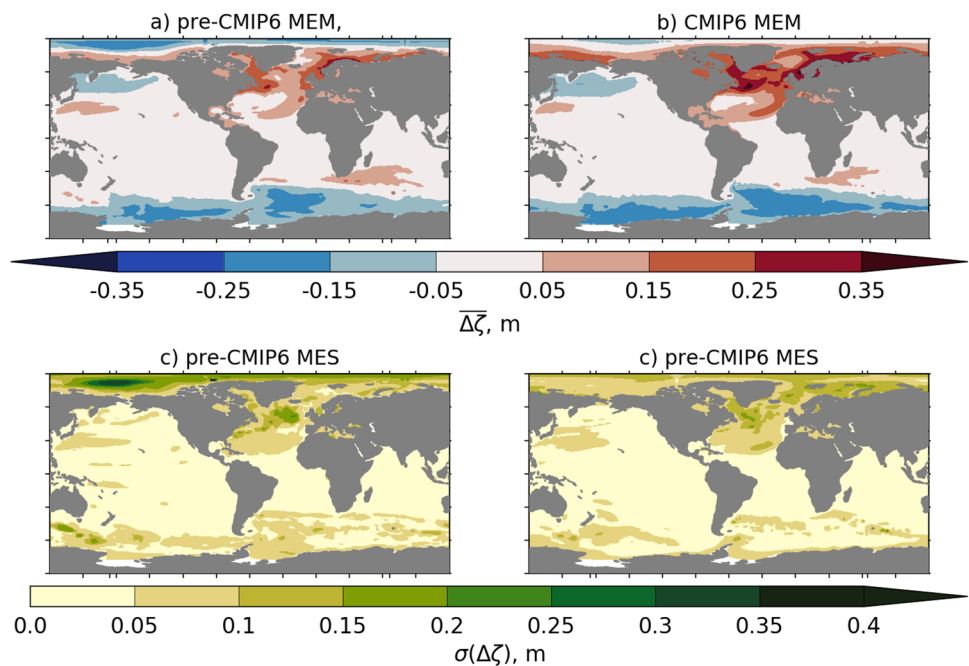 a) pre-CMIP6 MEM,
b) CMIP6 MEM
-0.35 -0.25 -0.15 -0.05 0.05 0.15 0.25 0.35
Δζ, m
c) pre-CMIP6 MES
c) pre-CMIP6 MES
0.0 0.05 0.1 0.15 0.2 0.25 0.3 0.35 0.4
σ(Δζ), m